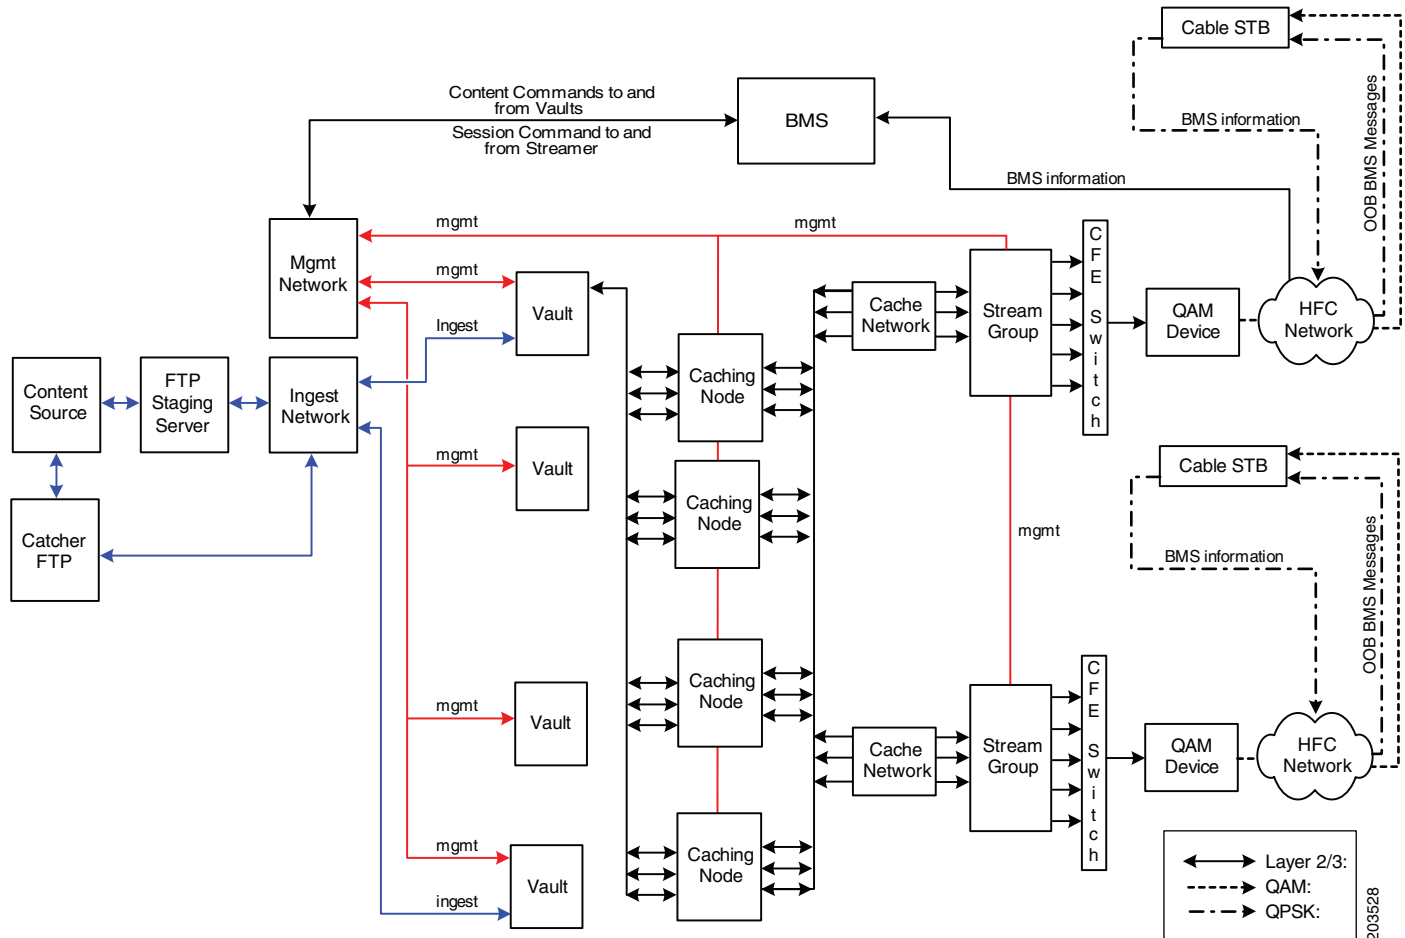 Cable STB
Content Commands to and
from Vaults
BMS
Session Command to and
from Streamer
BMS information
OOB BMS Messages
BMS information
mgmt
mgmt
Mgmt
Network
mgmt
Vault
Ingest
Cache
Network
Stream
Group
CFE Switch
QAM
Device
HFC
Network
Content
Source
FTP
Staging
Server
Ingest
Network
Caching
Node
mgmt
Vault
Caching
Node
Cable STB
Catcher
FTP
mgmt
BMS information
OOB BMS Messages
Caching
Node
mgmt
Vault
Cache
Network
Stream
Group
CFE Switch
QAM
Device
HFC
Network
mgmt
Vault
ingest
Caching
Node
Layer 2/3:
QAM:
QPSK:
203528